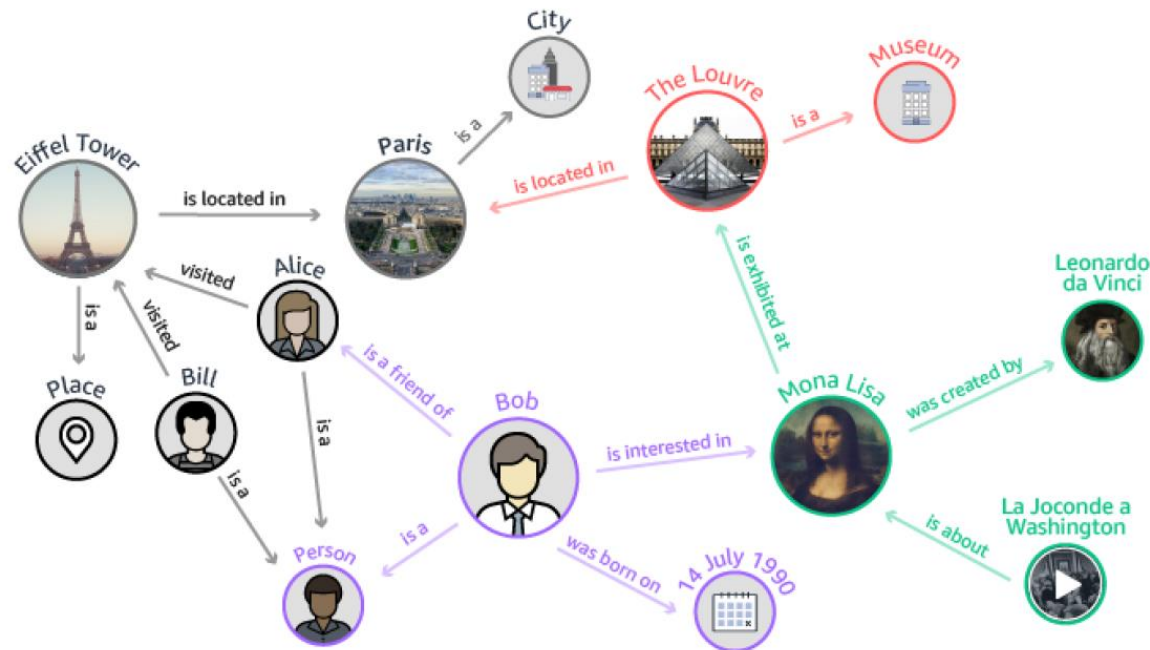 City
The Louvre
Museum
is a
is a
Eiffel Tower
Paris
is located in
is located in
visited
Alice
is exhibited at
Leonardo
da Vinci
is a
visited
Place
Bill
is a friend of
Bob
Mona Lisa
was created by
is a
is interested in
is a
Person
is a
was born on
14 July 1990
La Joconde a
Washington
is about